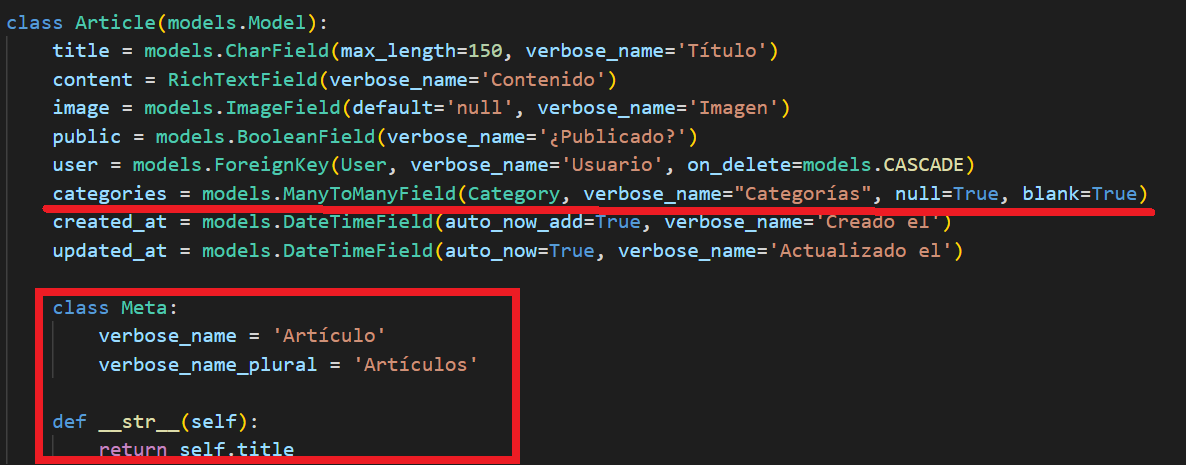 class Article(models.Model):
    title = models.CharField(max_length=150, verbose_name='Título')
    content = RichTextField(verbose_name='Contenido')
    image = models.ImageField(default='null', verbose_name='Imagen')
    public = models.BooleanField(verbose_name='¿Publicado?')
    user = models.ForeignKey(User, verbose_name='Usuario', on_delete=models.CASCADE)
    categories = models.ManyToManyField(Category, verbose_name="Categorías", null=True, blank=True)
    created_at = models.DateTimeField(auto_now_add=True, verbose_name='Creado el')
    updated_at = models.DateTimeField(auto_now=True, verbose_name='Actualizado el')
    class Meta:
        verbose_name = 'Artículo'
        verbose_name_plural = 'Artículos'
    def __str__(self):
        return self.title